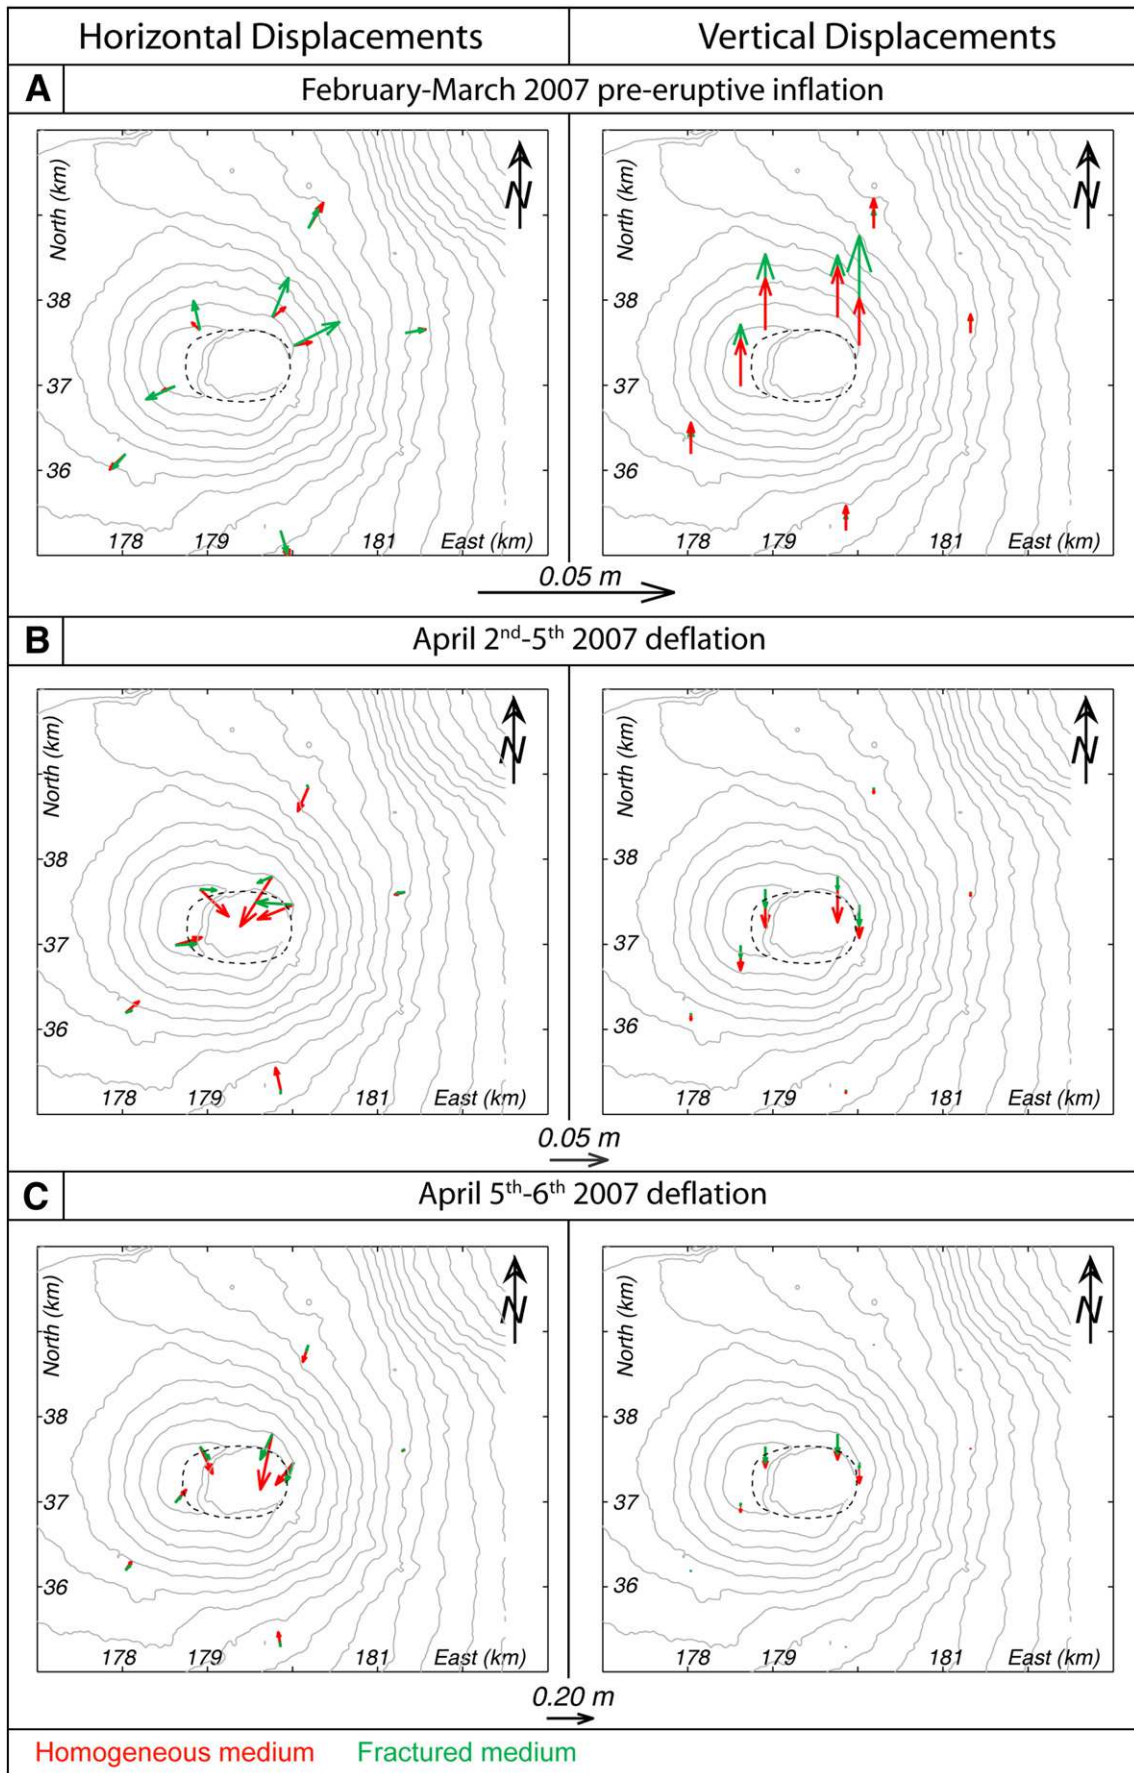 Horizontal Displacements
Vertical Displacements
A
February-March 2007 pre-eruptive inflation
North (km)
38
37
36
178
179
181
East (km)
N
North (km)
38
37
36
178
179
181
East (km)
N
0.05 m
B
April 2nd-5th 2007 deflation
North (km)
38
37
36
178
179
181
East (km)
N
North (km)
38
37
36
178
179
181
East (km)
N
0.05 m
C
April 5th-6th 2007 deflation
North (km)
38
37
36
178
179
181
East (km)
N
North (km)
38
37
36
178
179
181
East (km)
N
0.20 m
Homogeneous medium
Fractured medium